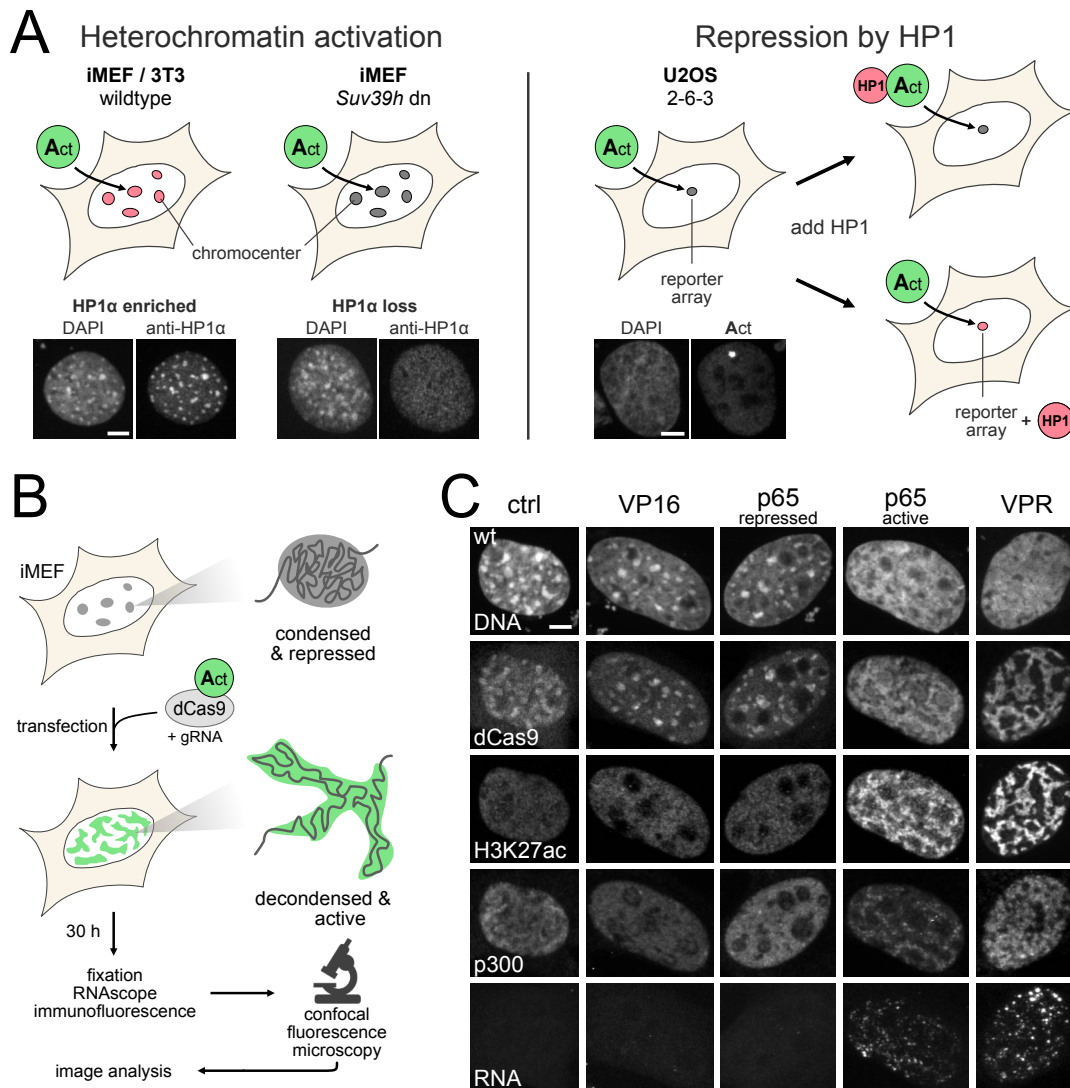 A
Heterochromatin activation
iMEF / 3T3
wildtype
Act
iMEF
Suv39h dn
Act
chromocenter
HP1α enriched
DAPI anti-HP1α
HP1α loss
DAPI anti-HP1α
Repression by HP1
U2OS
2-6-3
Act
reporter
array
DAPI Act
add HP1
HP1 Act
Act
reporter
array + HP1
B
iMEF
condensed
& repressed
Act
dCas9
+ gRNA
transfection
decondensed &
active
30 h
fixation
RNAscope
immunofluorescence
confocal
fluorescence
microscopy
image analysis
C
ctrl VP16 p65 p65 VPR
repressed active
wt
DNA
dCas9
H3K27ac
p300
RNA